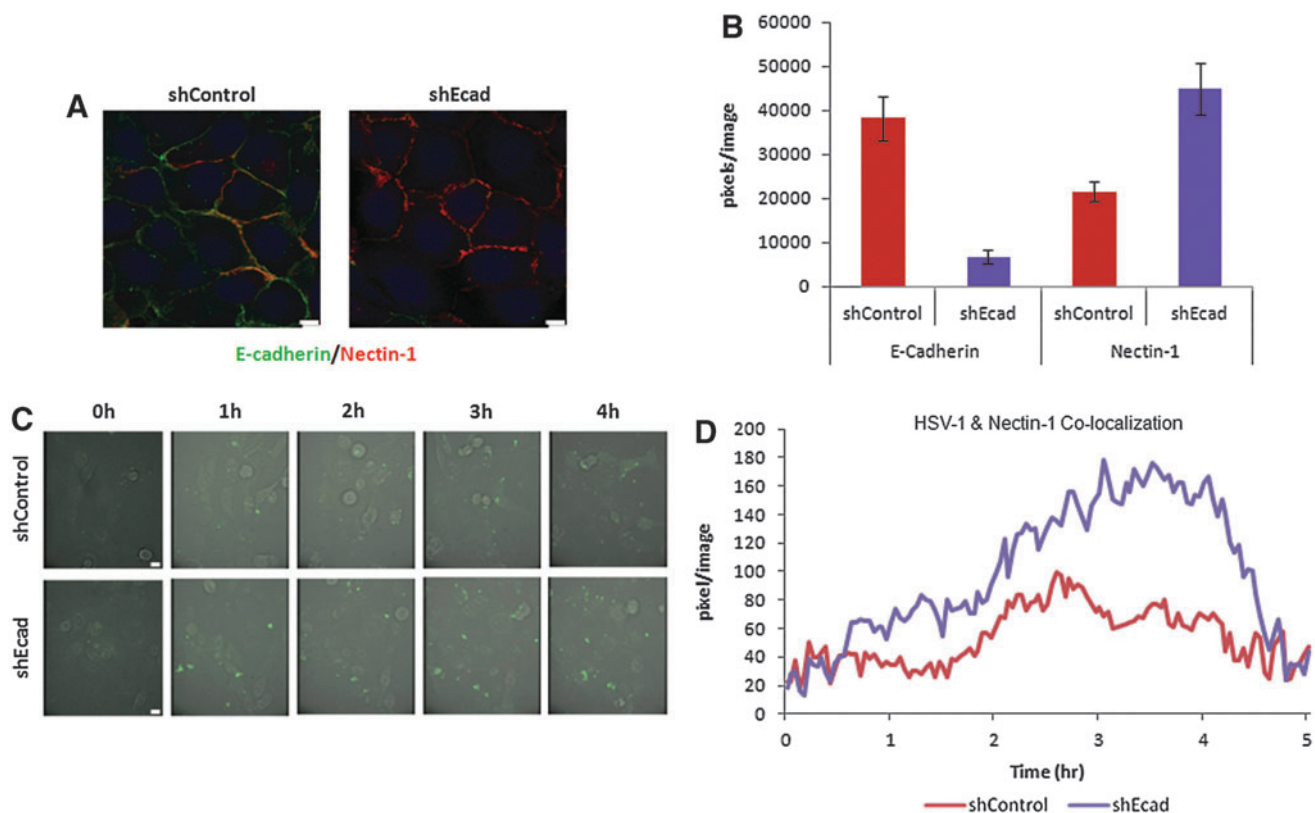 A
shControl shEcad
E-cadherin/Nectin-1
B
pixels/image
60000
50000
40000
30000
20000
10000
0
shControl shEcad shControl shEcad
E-Cadherin Nectin-1
C
0h 1h 2h 3h 4h
shControl
shEcad
D
HSV-1 & Nectin-1 Co-localization
pixel/image
200
180
160
140
120
100
80
60
40
20
0
0 1 2 3 4 5
Time (hr)
shControl shEcad